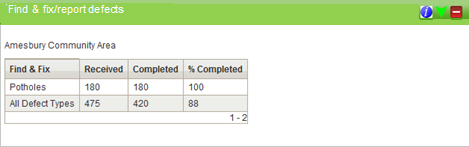 Find & fix/report defects
Amesbury Community Area
Find & Fix Received Completed % Completed
Potholes 180 180 100
All Defect Types 475 420 88
1 - 2